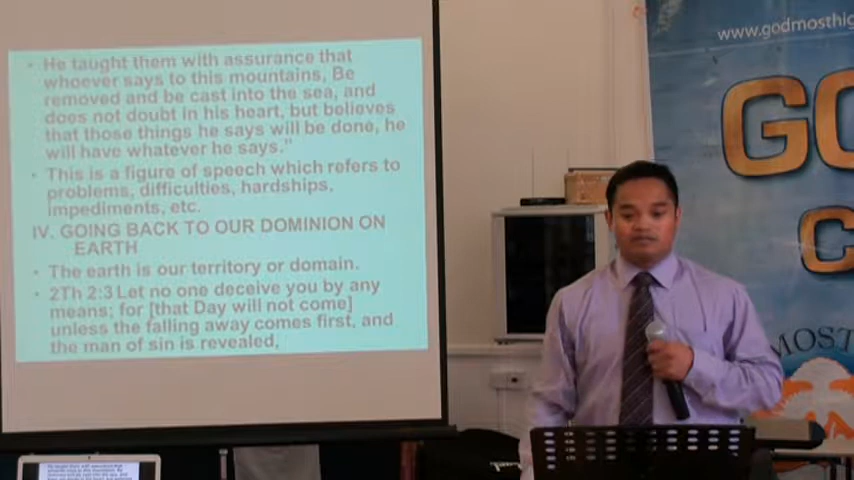 • He taught them with assurance that
whoever says to this mountains, Be
removed and be cast into the sea, and
does not doubt in his heart, but believes
that those things he says will be done, he
will have whatever he says."
• This is a figure of speech which refers to
problems, difficulties, hardships,
impediments, etc.
IV. GOING BACK TO OUR DOMINION ON
EARTH
• The earth is our territory or domain.
• 2Th 2:3 Let no one deceive you by any
means; for [that Day will not come]
unless the falling away comes first, and
the man of sin is revealed,
www.godmosthig
GO
C
MOST